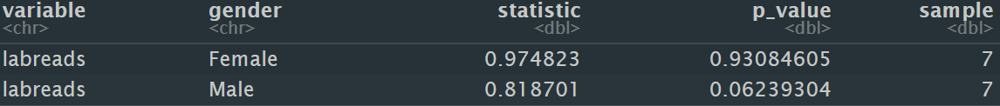 variable gender statistic p_value sample
<chr> <chr> <dbl> <dbl> <dbl>
labreads Female 0.974823 0.93084605 7
labreads Male 0.818701 0.06239304 7